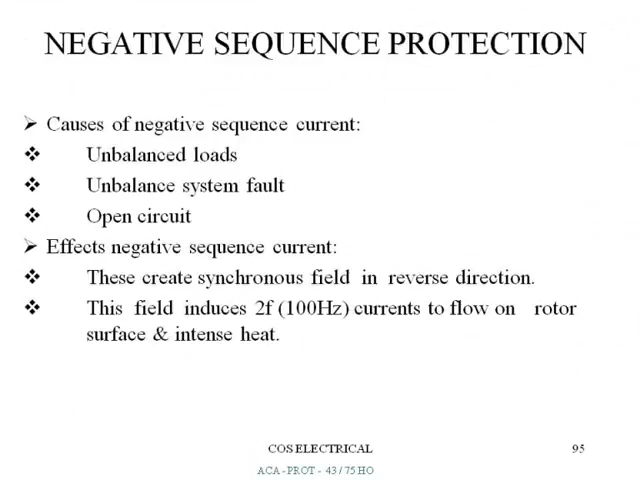 NEGATIVE SEQUENCE PROTECTION
➢ Causes of negative sequence current:
❖ Unbalanced loads
❖ Unbalance system fault
❖ Open circuit
➢ Effects negative sequence current:
❖ These create synchronous field in reverse direction.
❖ This field induces 2f (100Hz) currents to flow on rotor
surface & intense heat.
COS ELECTRICAL 95
ACA - PROT - 43 / 75 HO